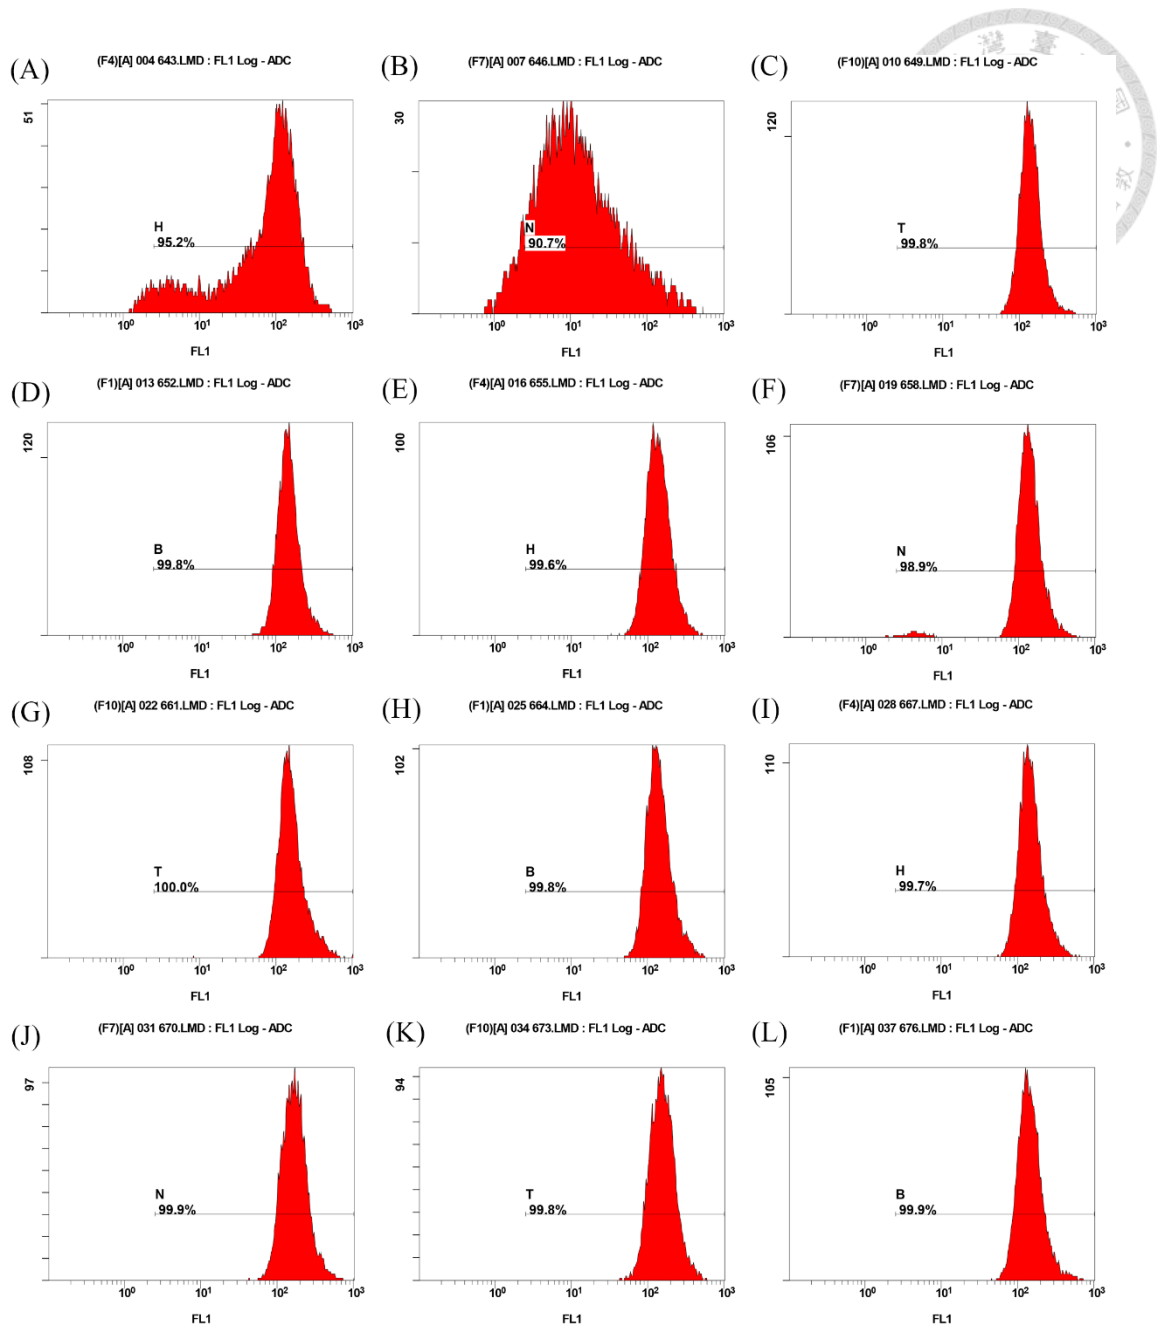 (A) (F4)[A] 004 643.LMD : FL1 Log - ADC
51
H
95.2%
10⁰ 10¹ 10² 10³
FL1
(B) (F7)[A] 007 646.LMD : FL1 Log - ADC
30
N
90.7%
10⁰ 10¹ 10² 10³
FL1
(C) (F10)[A] 010 649.LMD : FL1 Log - ADC
120
T
99.8%
10⁰ 10¹ 10² 10³
FL1
(D) (F1)[A] 013 652.LMD : FL1 Log - ADC
120
B
99.8%
10⁰ 10¹ 10² 10³
FL1
(E) (F4)[A] 016 655.LMD : FL1 Log - ADC
100
H
99.6%
10⁰ 10¹ 10² 10³
FL1
(F) (F7)[A] 019 658.LMD : FL1 Log - ADC
106
N
98.9%
10⁰ 10¹ 10² 10³
FL1
(G) (F10)[A] 022 661.LMD : FL1 Log - ADC
108
T
100.0%
10⁰ 10¹ 10² 10³
FL1
(H) (F1)[A] 025 664.LMD : FL1 Log - ADC
102
B
99.8%
10⁰ 10¹ 10² 10³
FL1
(I) (F4)[A] 028 667.LMD : FL1 Log - ADC
110
H
99.7%
10⁰ 10¹ 10² 10³
FL1
(J) (F7)[A] 031 670.LMD : FL1 Log - ADC
97
N
99.9%
10⁰ 10¹ 10² 10³
FL1
(K) (F10)[A] 034 673.LMD : FL1 Log - ADC
94
T
99.8%
10⁰ 10¹ 10² 10³
FL1
(L) (F1)[A] 037 676.LMD : FL1 Log - ADC
105
B
99.9%
10⁰ 10¹ 10² 10³
FL1